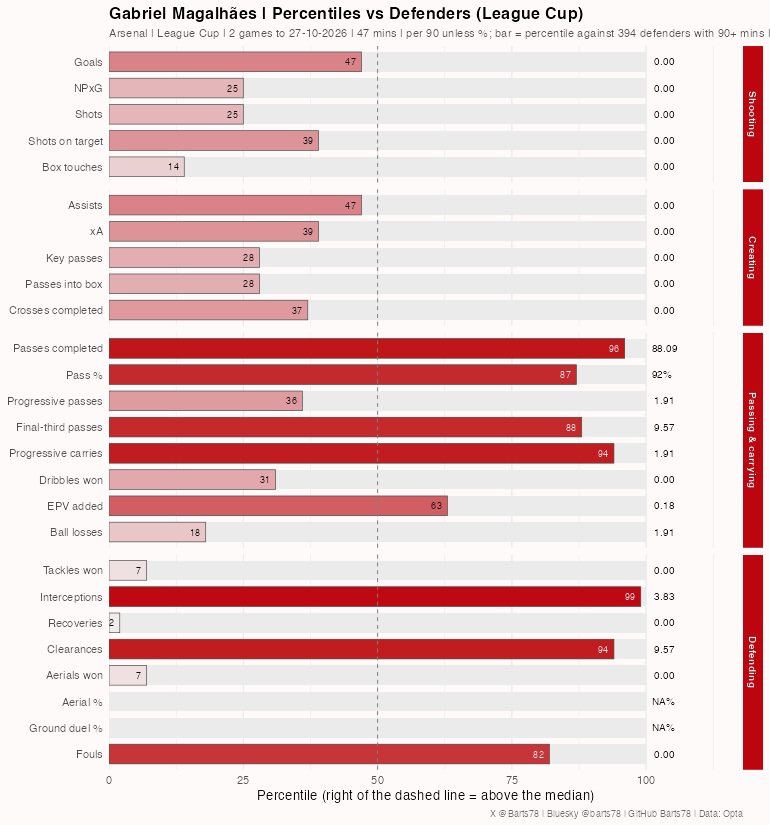 Gabriel Magalhães | Percentiles vs Defenders (League Cup)
Arsenal | League Cup | 2 games to 27-10-2026 | 47 mins | per 90 unless %; bar = percentile against 394 defenders with 90+ mins |
Goals 47 0.00
NPxG 25 0.00
Shots 25 0.00
Shots on target 39 0.00
Box touches 14 0.00
Shooting
Assists 47 0.00
xA 39 0.00
Key passes 28 0.00
Passes into box 28 0.00
Crosses completed 37 0.00
Creating
Passes completed 96 88.09
Pass % 87 92%
Progressive passes 36 1.91
Final-third passes 88 9.57
Progressive carries 94 1.91
Dribbles won 31 0.00
EPV added 63 0.18
Ball losses 18 1.91
Passing & carrying
Tackles won 7 0.00
Interceptions 99 3.83
Recoveries 2 0.00
Clearances 94 9.57
Aerials won 7 0.00
Aerial % NA%
Ground duel % NA%
Fouls 82 0.00
Defending
0 25 50 75 100
Percentile (right of the dashed line = above the median)
X @Barts78 | Bluesky @barts78 | GitHub Barts78 | Data: Opta